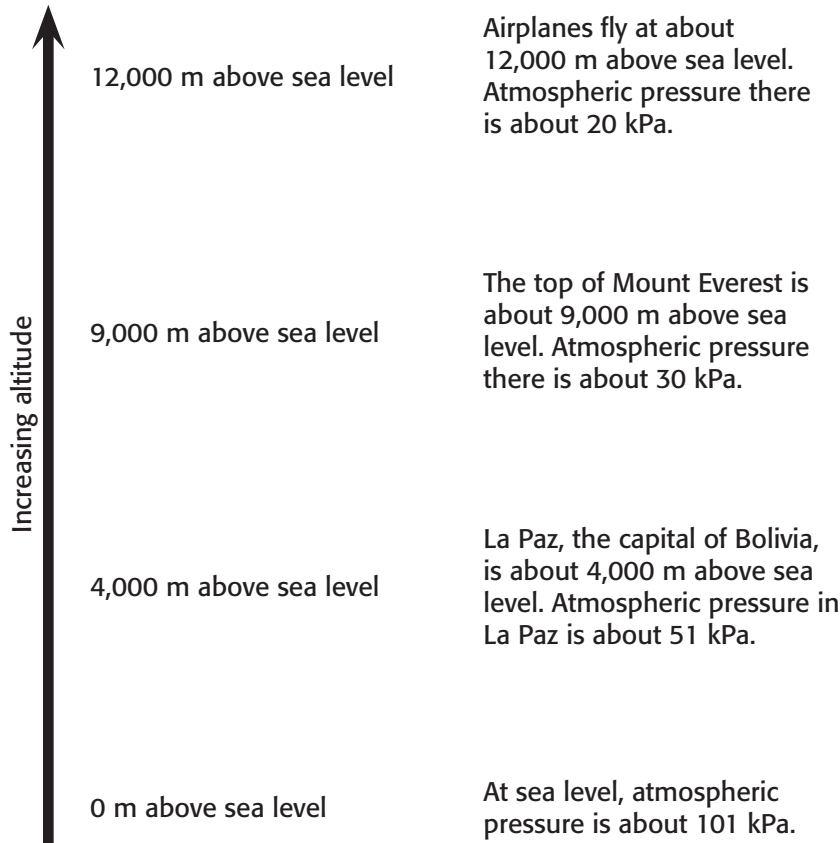 Airplanes fly at about
12,000 m above sea level.
Atmospheric pressure there
is about 20 kPa.
12,000 m above sea level
The top of Mount Everest is
about 9,000 m above sea
level. Atmospheric pressure
there is about 30 kPa.
9,000 m above sea level
Increasing altitude
La Paz, the capital of Bolivia,
is about 4,000 m above sea
level. Atmospheric pressure in
La Paz is about 51 kPa.
4,000 m above sea level
At sea level, atmospheric
pressure is about 101 kPa.
0 m above sea level